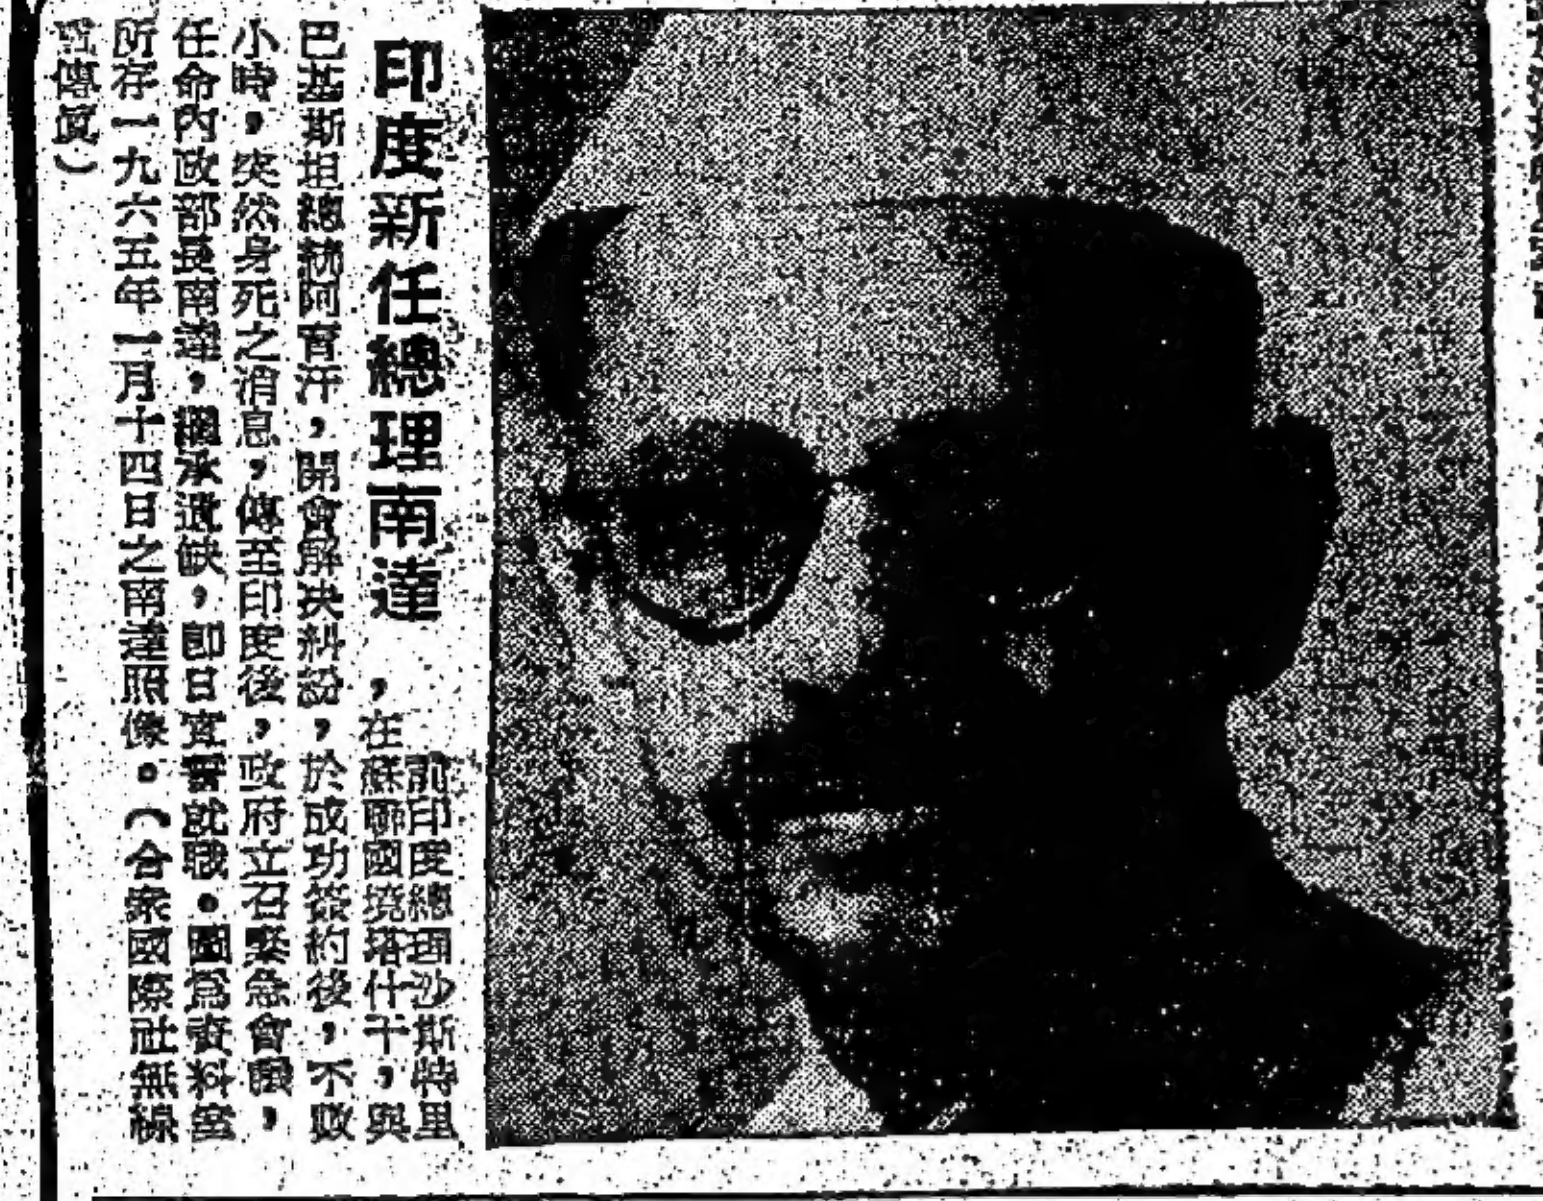 印度新任總理南達
前印度總理沙斯特里
，在蘇聯國境塔什干，與
巴基斯坦總統阿育汗，開會解決糾紛，於成功簽約後，不數
小時，突然身死之消息，傳至印度後，政府立召緊急會議，
任命內政部長南達，繼承遺缺，即日宣誓就職。圖為資料室
所存一九六五年一月十四日之南達照像。（合衆國際社無線
電傳眞）